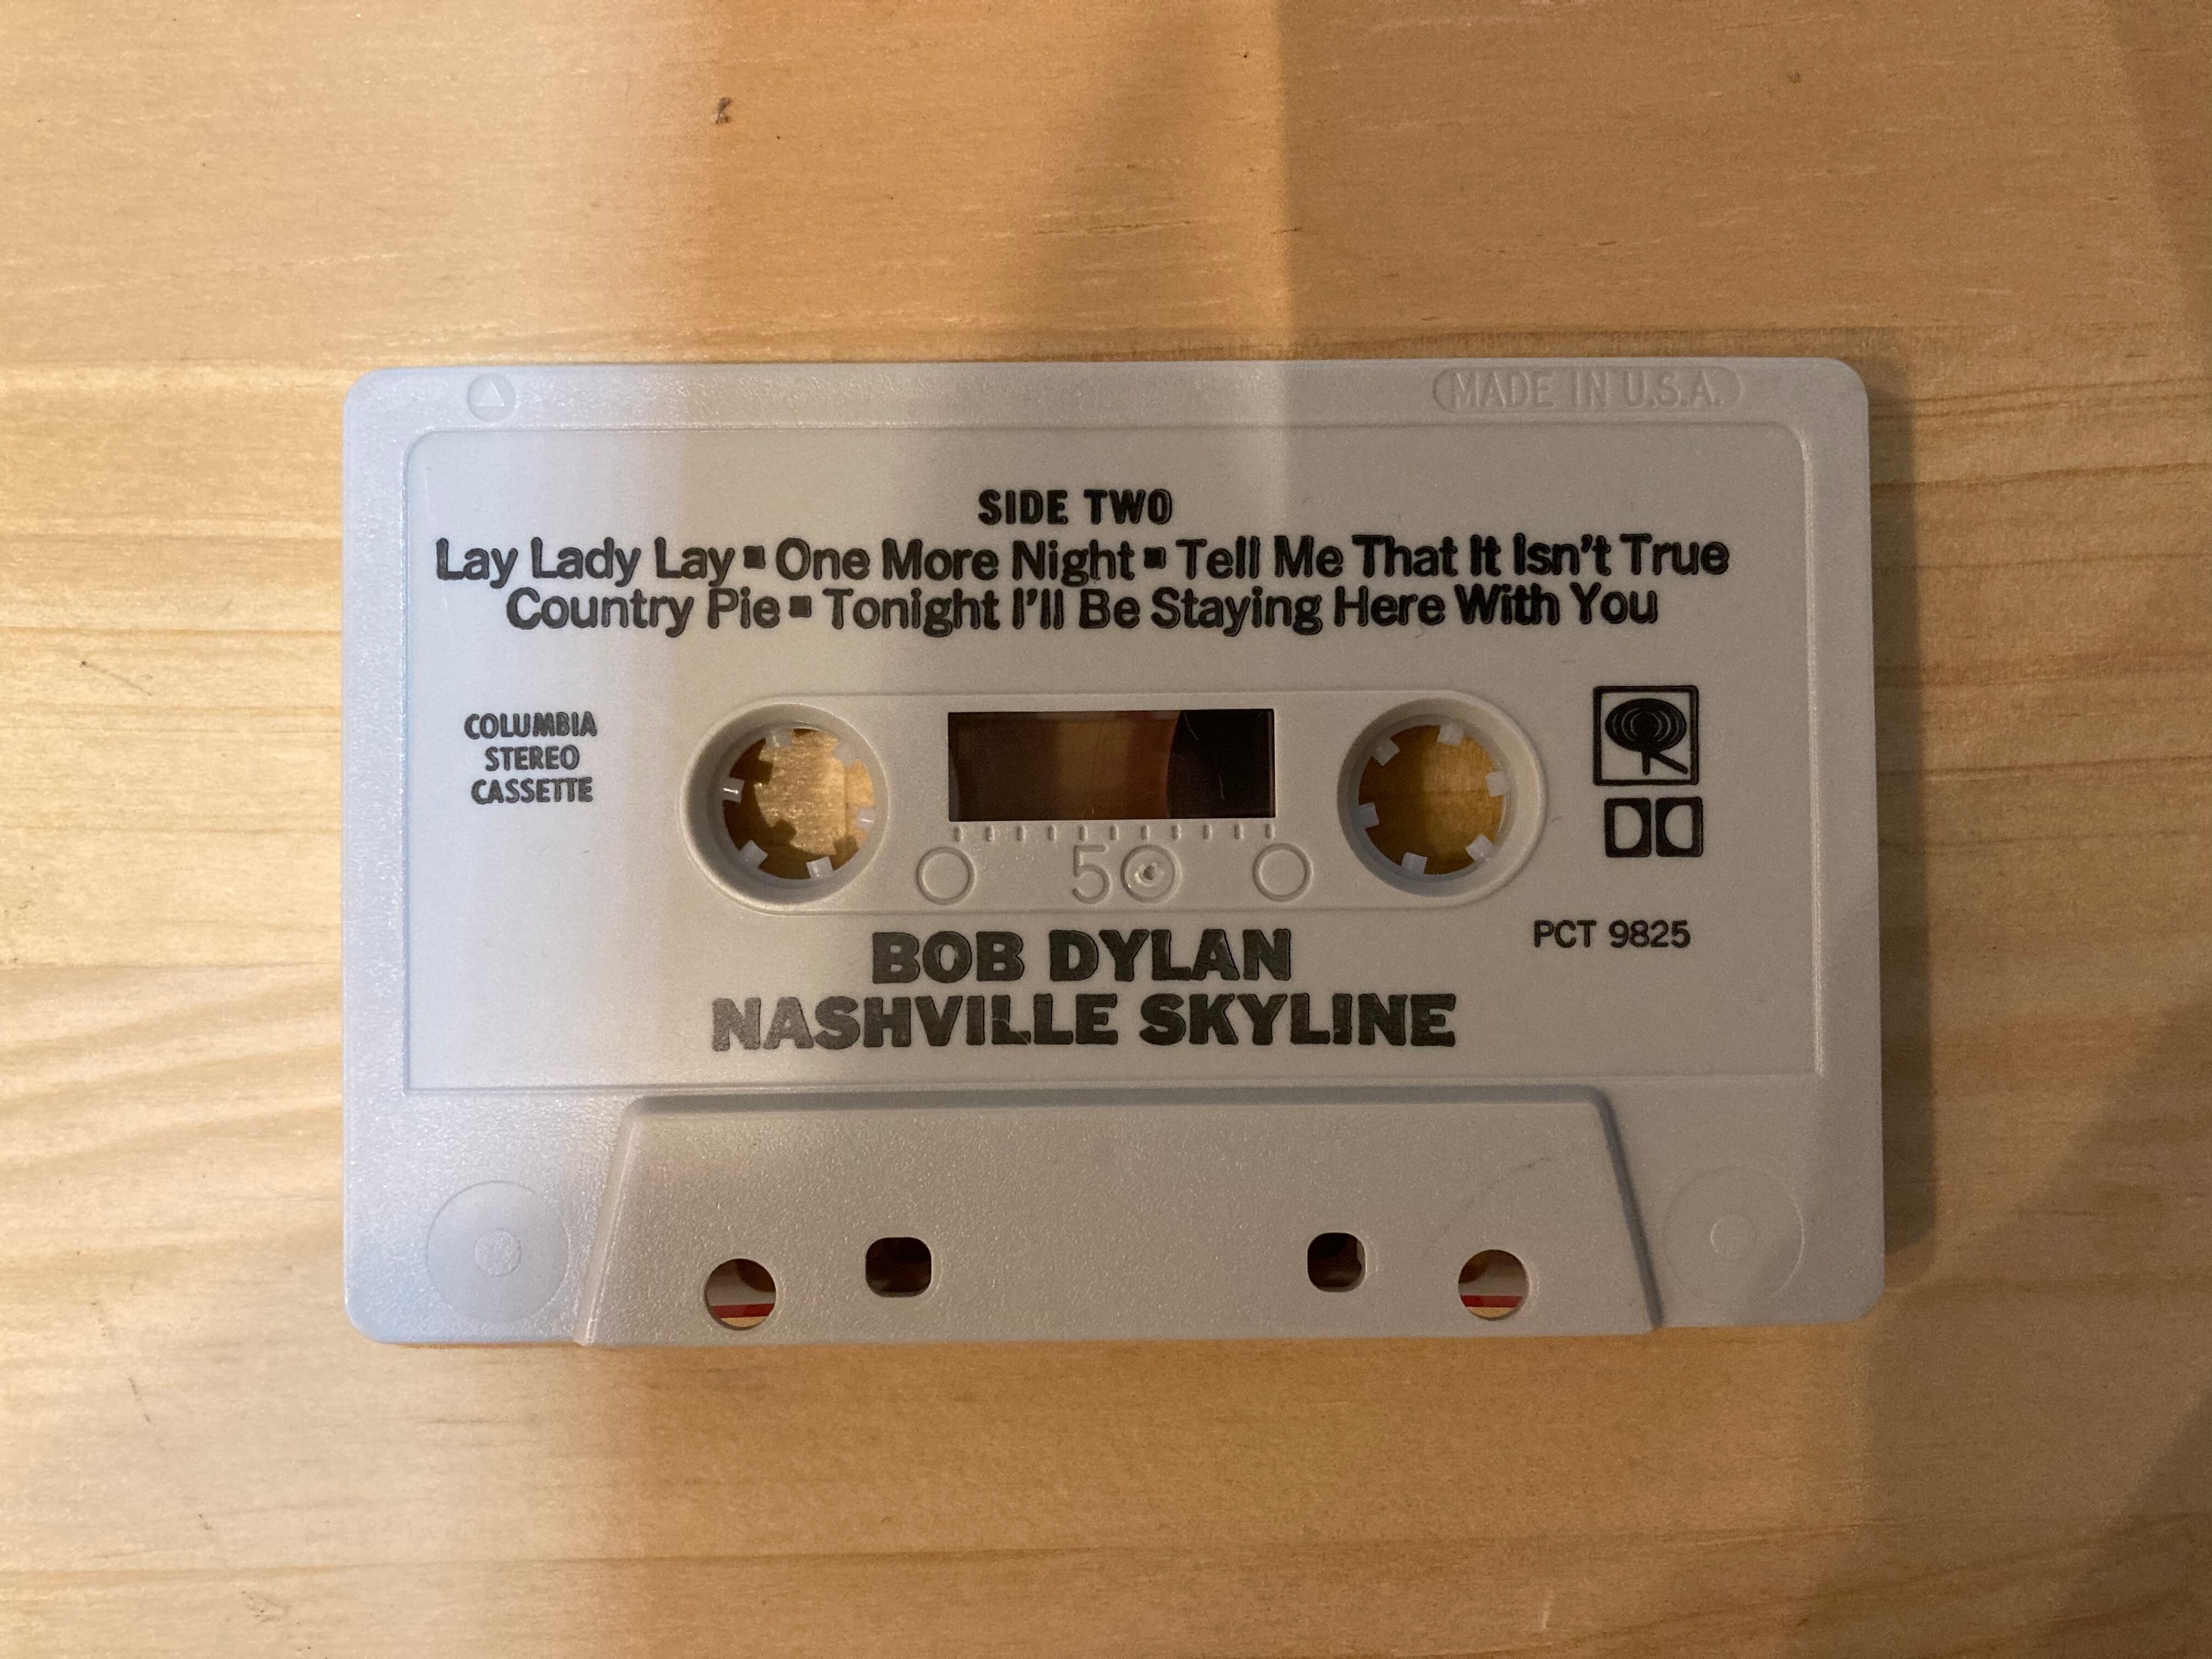 MADE IN U.S.A.
SIDE TWO
Lay Lady Lay ▪ One More Night ▪ Tell Me That It Isn't True
Country Pie ▪ Tonight I'll Be Staying Here With You
COLUMBIA
STEREO
CASSETTE
50
PCT 9825
BOB DYLAN
NASHVILLE SKYLINE